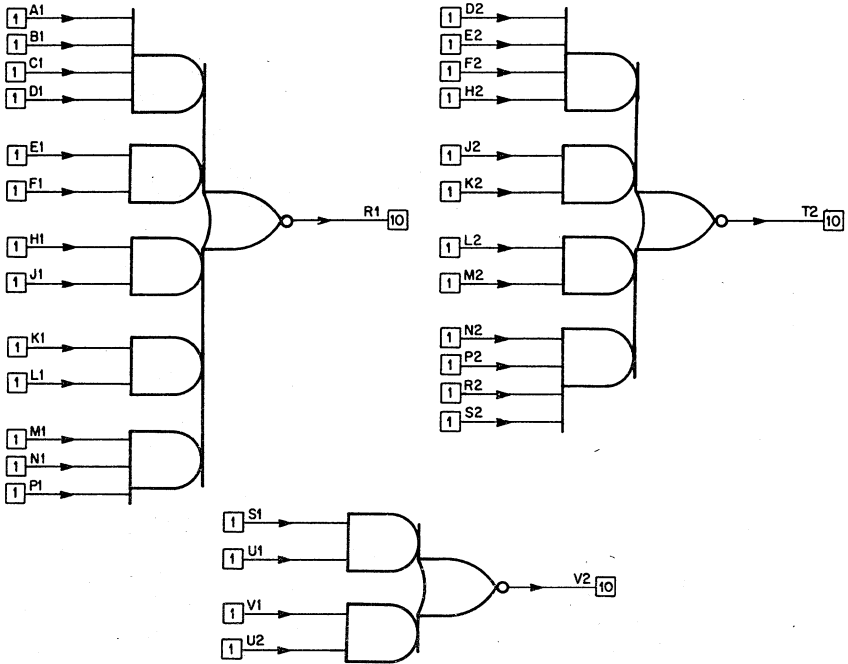 1 A1
1 B1
1 C1
1 D1
1 E1
1 F1
R1 10
1 H1
1 J1
1 K1
1 L1
1 M1
1 N1
1 P1
1 D2
1 E2
1 F2
1 H2
1 J2
1 K2
T2 10
1 L2
1 M2
1 N2
1 P2
1 R2
1 S2
1 S1
1 U1
V2 10
1 V1
1 U2